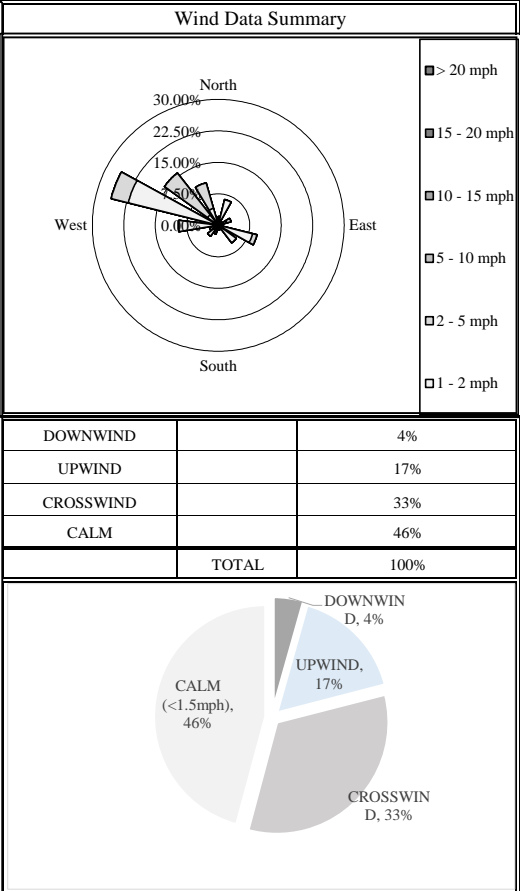 Wind Data Summary
North
30.00%
22.50%
15.00%
7.50%
0.00%
West
East
South
> 20 mph
15 - 20 mph
10 - 15 mph
5 - 10 mph
2 - 5 mph
1 - 2 mph
DOWNWIND 4%
UPWIND 17%
CROSSWIND 33%
CALM 46%
TOTAL 100%
DOWNWIN
D, 4%
UPWIND,
17%
CALM
(<1.5mph),
46%
CROSSWIN
D, 33%